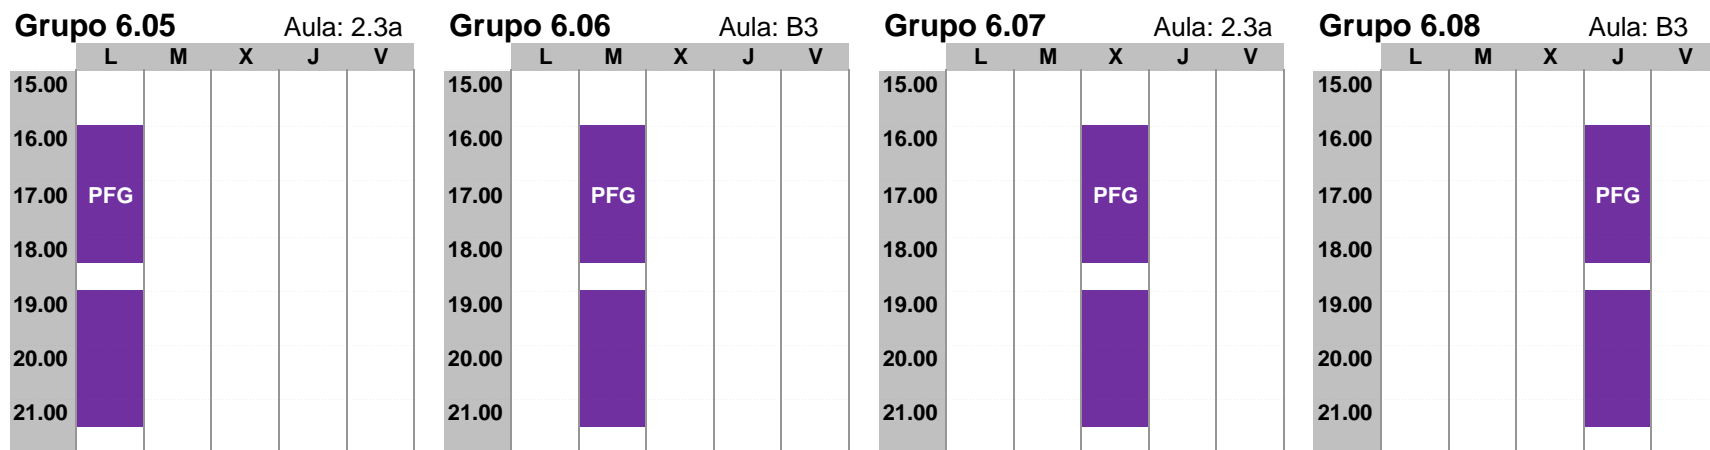 Grupo 6.05 Aula: 2.3a Grupo 6.06 Aula: B3 Grupo 6.07 Aula: 2.3a Grupo 6.08 Aula: B3
L M X J V L M X J V L M X J V L M X J V
15.00 15.00 15.00 15.00
16.00 16.00 16.00 16.00
17.00 PFG 17.00 PFG 17.00 PFG 17.00 PFG
18.00 18.00 18.00 18.00
19.00 19.00 19.00 19.00
20.00 20.00 20.00 20.00
21.00 21.00 21.00 21.00